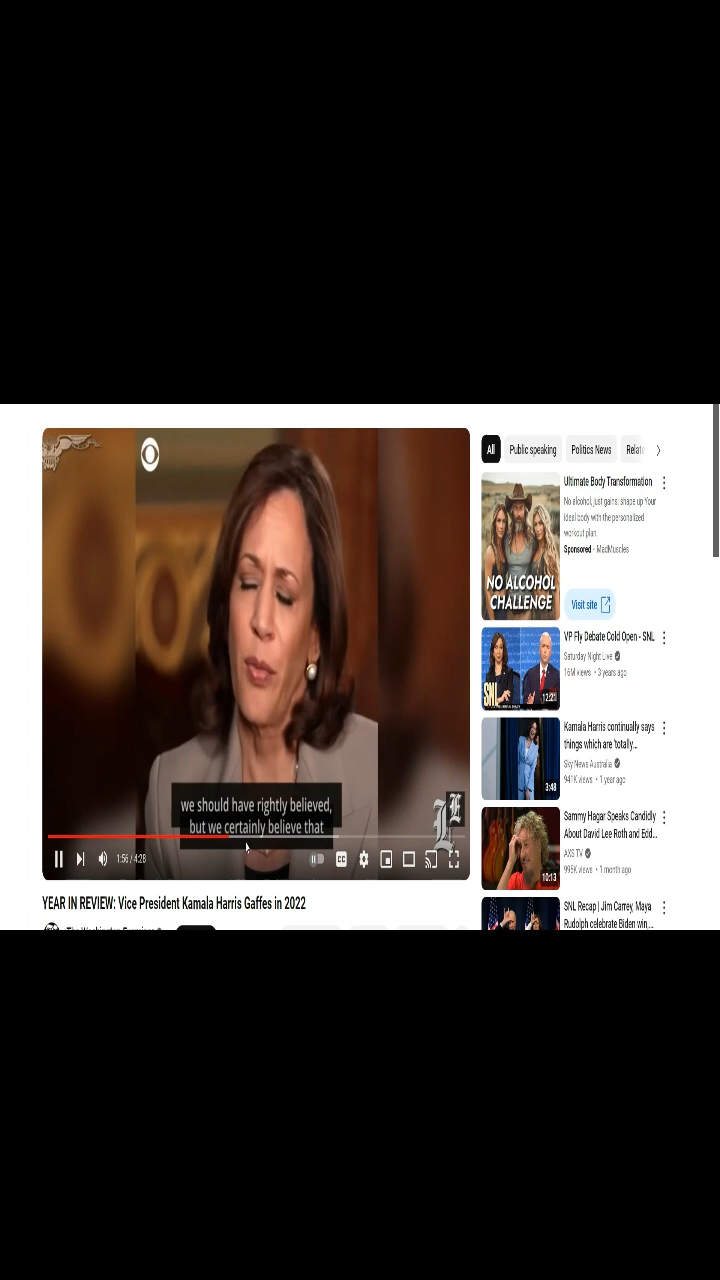 we should have rightly believed,
but we certainly believe that
1:56 / 4:28
CC
YEAR IN REVIEW: Vice President Kamala Harris Gaffes in 2022
All
Public speaking
Politics News
Ultimate Body Transformation
No alcohol, just gains: shape up Your
ideal body with the personalized
workout plan.
Sponsored · MadMuscles
NO ALCOHOL
CHALLENGE
Visit site
VP Fly Debate Cold Open - SNL
Saturday Night Live
16M views · 3 years ago
SNL
12:21
Kamala Harris continually says
things which are 'totally...
Sky News Australia
941K views · 1 year ago
3:48
Sammy Hagar Speaks Candidly
About David Lee Roth and Edd...
AXS TV
995K views · 1 month ago
10:13
SNL Recap | Jim Carrey, Maya
Rudolph celebrate Biden win,...